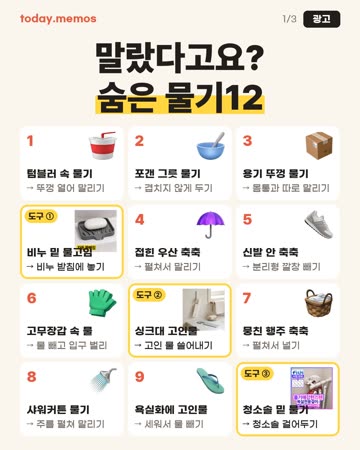 today.memos
1/3 광고
말랐다고요?
숨은 물기12
1
텀블러 속 물기
→ 뚜껑 열어 말리기
2
포갠 그릇 물기
→ 겹치지 않게 두기
3
용기 뚜껑 물기
→ 몸통과 따로 말리기
도구 ①
비누 밑 물고임
→ 비누 받침에 놓기
4
접힌 우산 축축
→ 펼쳐서 말리기
5
신발 안 축축
→ 분리형 깔창 빼기
6
고무장갑 속 물
→ 물 빼고 입구 벌리
도구 ②
싱크대 고인물
→ 고인 물 쓸어내기
7
뭉친 행주 축축
→ 펼쳐서 널기
8
샤워커튼 물기
→ 주름 펼쳐 말리기
9
욕실화에 고인물
→ 세워서 물 빼기
도구 ③
청소솔 밑 물기
→ 청소솔 걸어두기